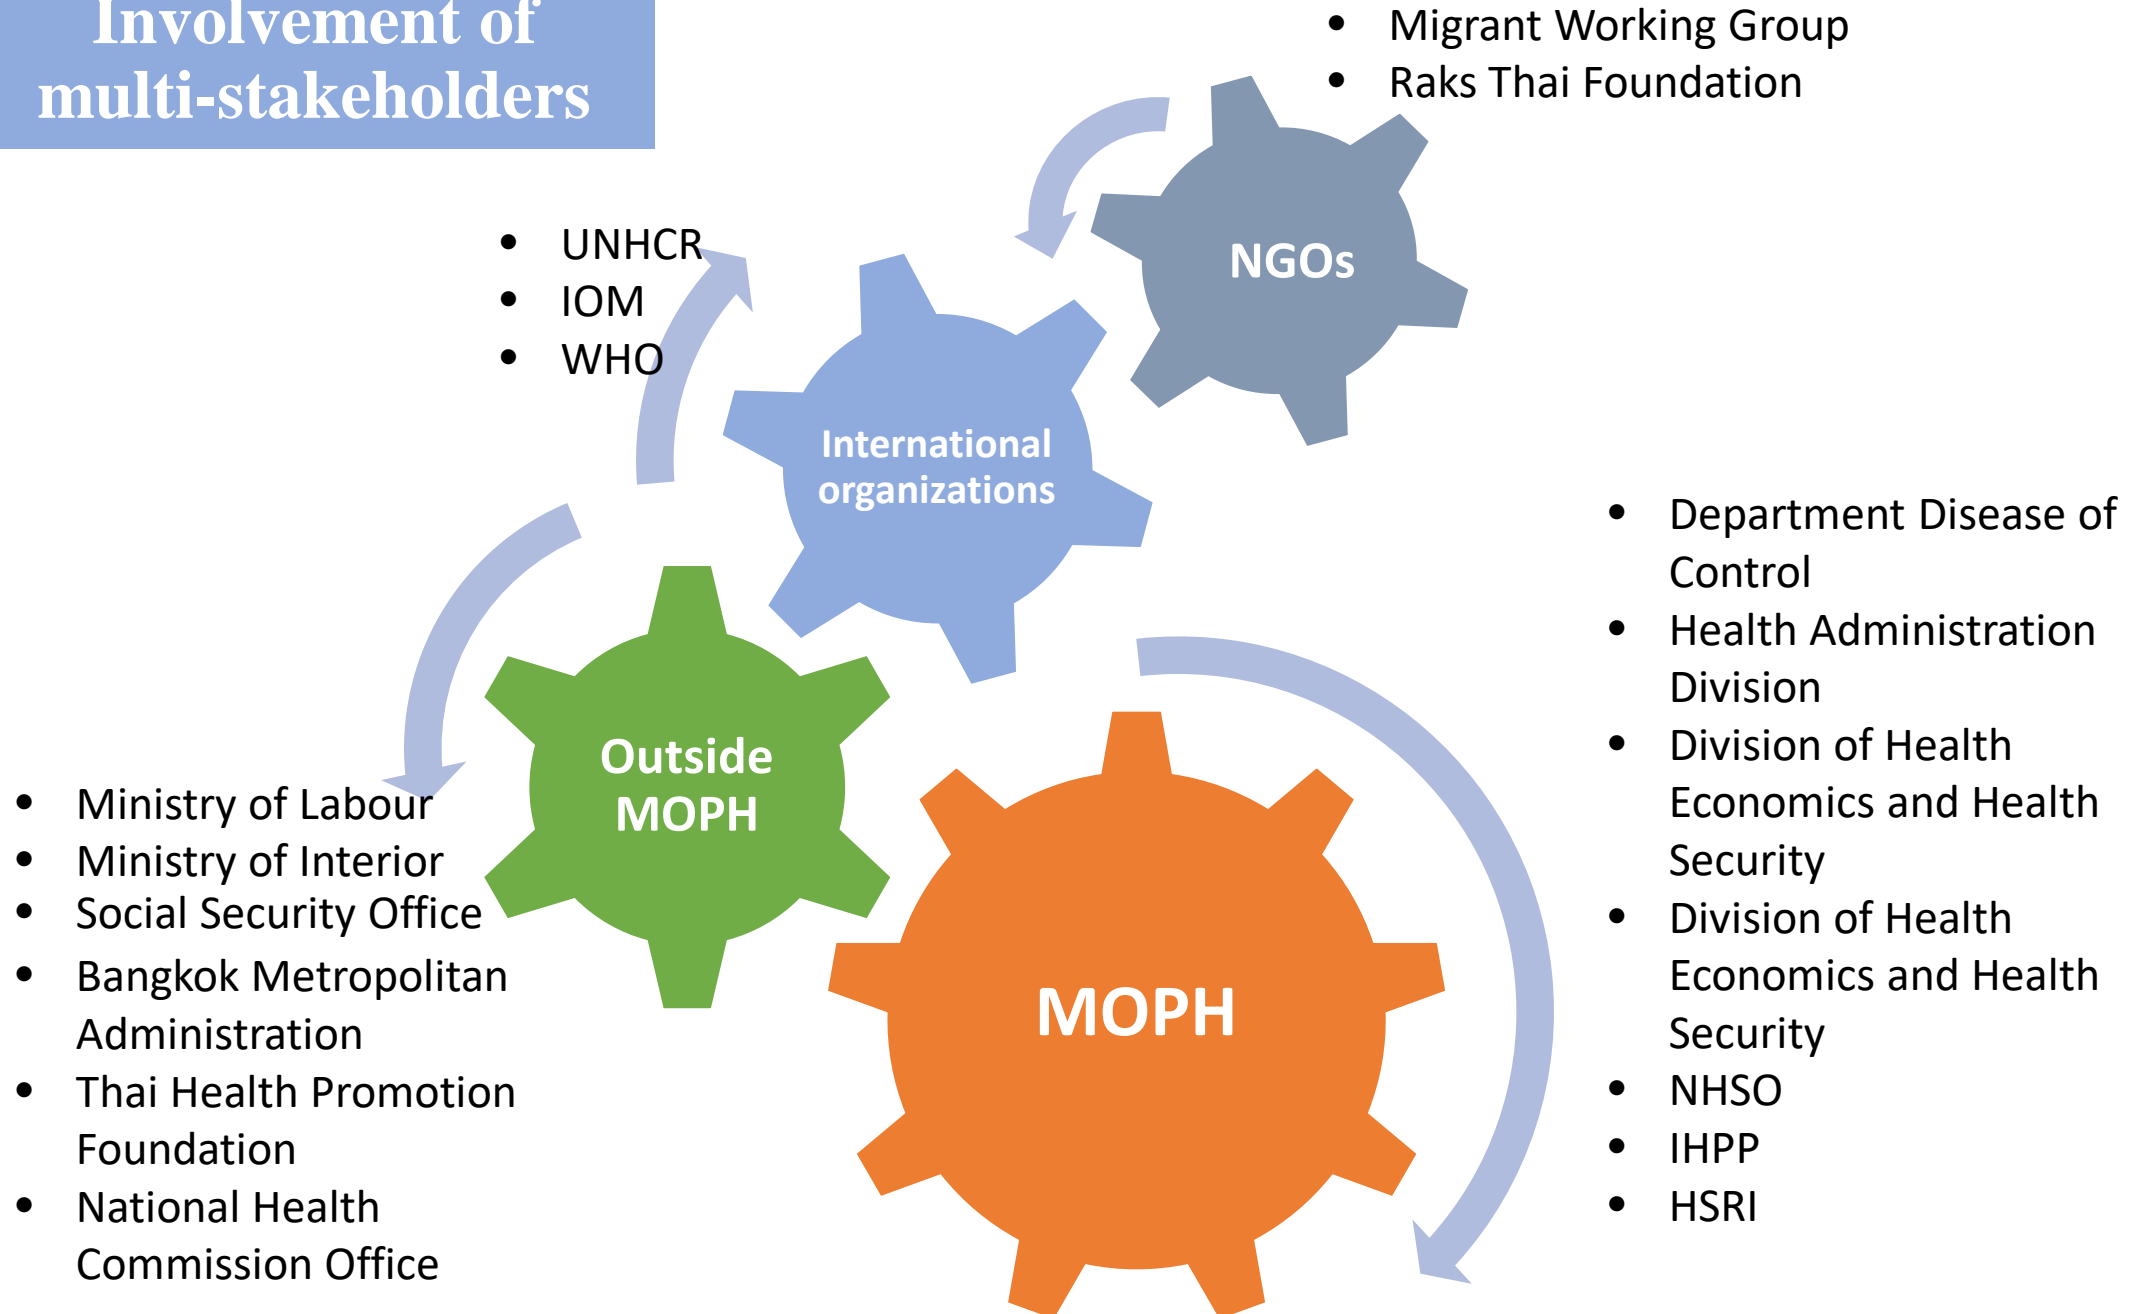 Involvement of
multi-stakeholders
• Migrant Working Group
• Raks Thai Foundation
NGOs
• UNHCR
• IOM
• WHO
International
organizations
Outside
MOPH
• Ministry of Labour
• Ministry of Interior
• Social Security Office
• Bangkok Metropolitan
Administration
• Thai Health Promotion
Foundation
• National Health
Commission Office
MOPH
• Department Disease of
Control
• Health Administration
Division
• Division of Health
Economics and Health
Security
• Division of Health
Economics and Health
Security
• NHSO
• IHPP
• HSRI